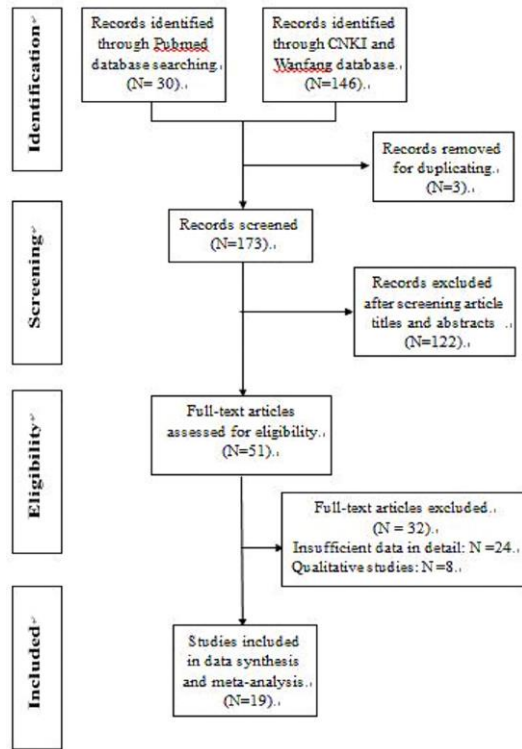 Identification
Records identified
through Pubmed
database searching.
(N= 30).
Records identified
through CNKI and
Wanfang database.
(N=146).
Records removed
for duplicating.
(N=3).
Screening
Records screened
(N=173).
Records excluded
after screening article
titles and abstracts .
(N=122).
Eligibility
Full-text articles
assessed for eligibility.
(N=51).
Full-text articles excluded.
(N = 32)
Insufficient data in detail: N =24.
Qualitative studies: N =8.
Included
Studies included
in data synthesis
and meta-analysis.
(N=19).